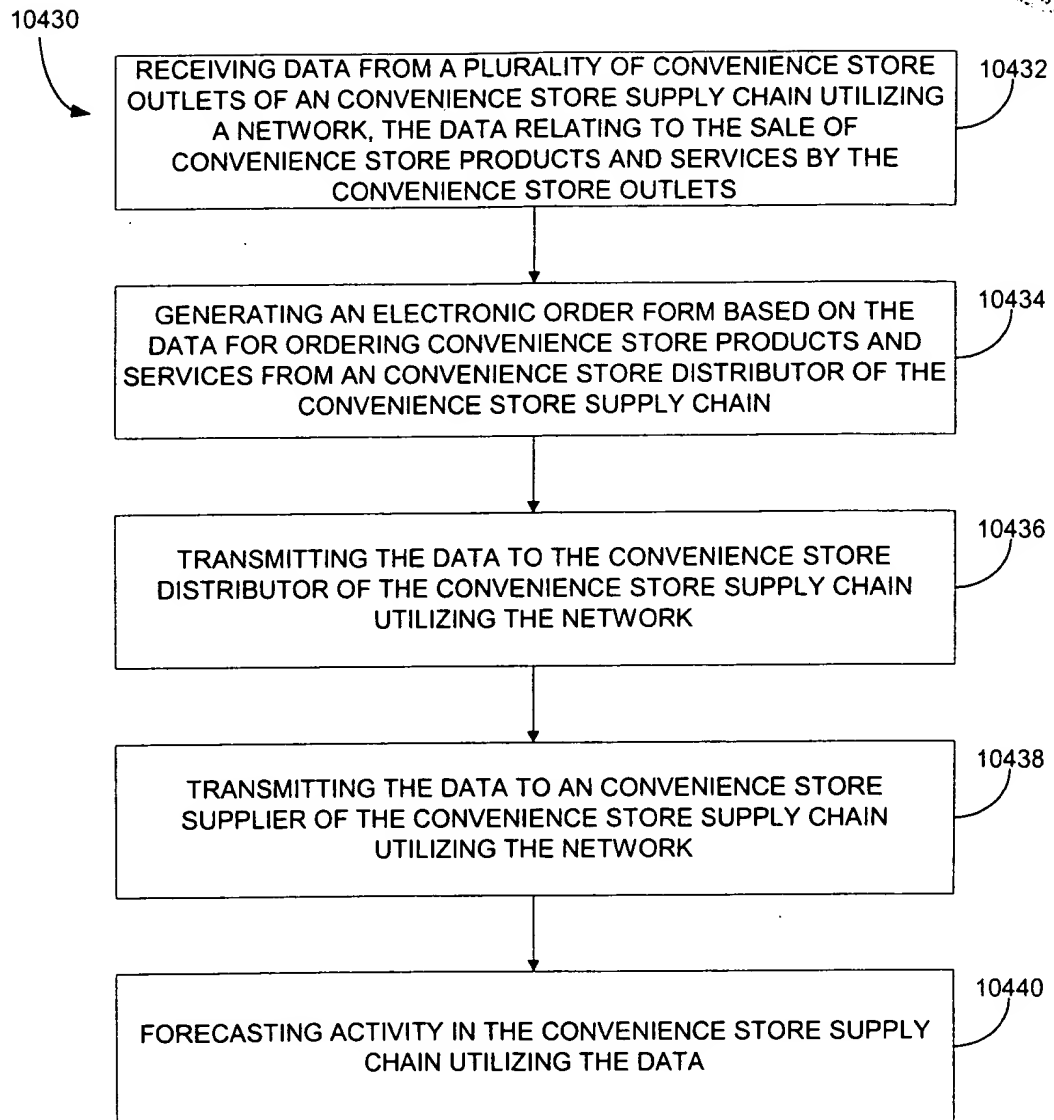 10430
RECEIVING DATA FROM A PLURALITY OF CONVENIENCE STORE
OUTLETS OF AN CONVENIENCE STORE SUPPLY CHAIN UTILIZING
A NETWORK, THE DATA RELATING TO THE SALE OF
CONVENIENCE STORE PRODUCTS AND SERVICES BY THE
CONVENIENCE STORE OUTLETS
10432
GENERATING AN ELECTRONIC ORDER FORM BASED ON THE
DATA FOR ORDERING CONVENIENCE STORE PRODUCTS AND
SERVICES FROM AN CONVENIENCE STORE DISTRIBUTOR OF THE
CONVENIENCE STORE SUPPLY CHAIN
10434
TRANSMITTING THE DATA TO THE CONVENIENCE STORE
DISTRIBUTOR OF THE CONVENIENCE STORE SUPPLY CHAIN
UTILIZING THE NETWORK
10436
TRANSMITTING THE DATA TO AN CONVENIENCE STORE
SUPPLIER OF THE CONVENIENCE STORE SUPPLY CHAIN
UTILIZING THE NETWORK
10438
FORECASTING ACTIVITY IN THE CONVENIENCE STORE SUPPLY
CHAIN UTILIZING THE DATA
10440